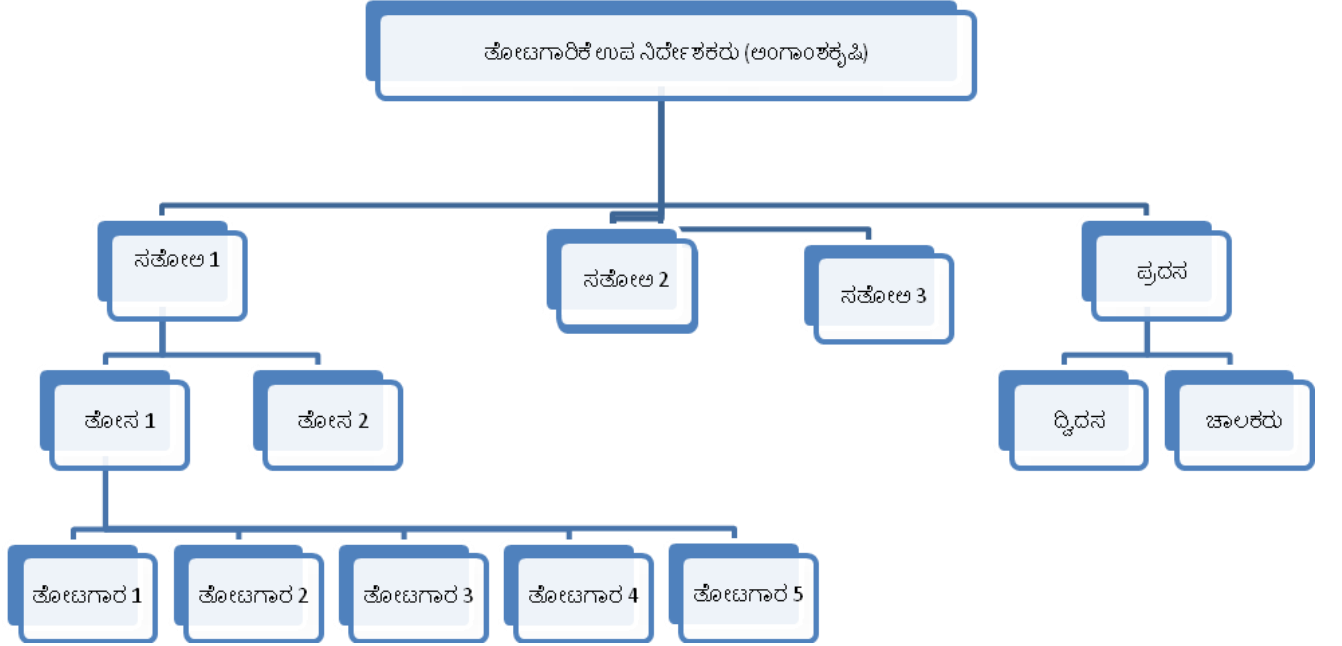 ತೋಟಗಾರಿಕೆ ಉಪ ನಿರ್ದೇಶಕರು (ಅಂಗಾಂಶಕೃಷಿ)
ಸತೋಅ 1
ಸತೋಅ 2
ಸತೋಅ 3
ಪ್ರದಸ
ತೋಸ 1
ತೋಸ 2
ದ್ವಿದಸ
ಚಾಲಕರು
ತೋಟಗಾರ 1
ತೋಟಗಾರ 2
ತೋಟಗಾರ 3
ತೋಟಗಾರ 4
ತೋಟಗಾರ 5